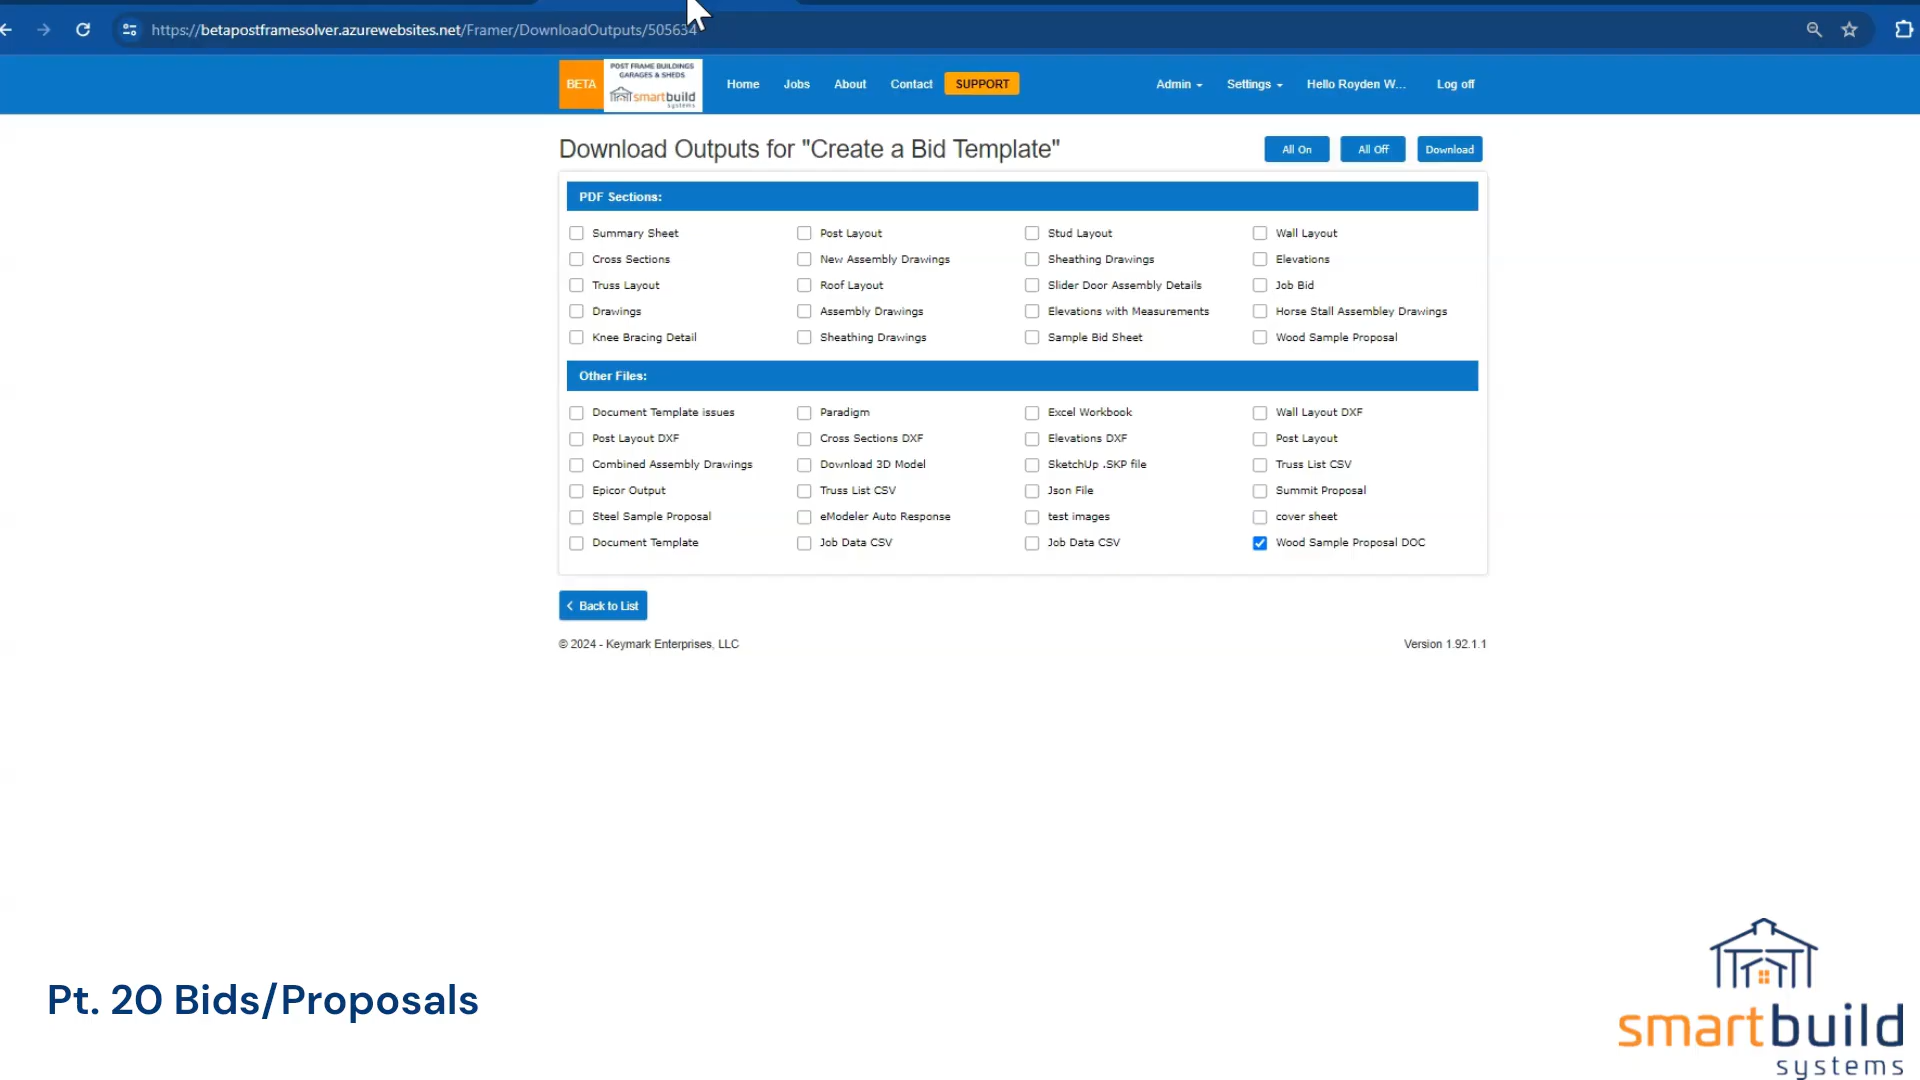 https://betapostframesolver.azurewebsites.net/Framer/DownloadOutputs/505634
BETA
POST FRAME BUILDINGS
GARAGES & SHEDS
smartbuild
systems
Home Jobs About Contact SUPPORT Admin Settings Hello Royden W... Log off
Download Outputs for "Create a Bid Template"
All On All Off Download
PDF Sections:
Summary Sheet Post Layout Stud Layout Wall Layout
Cross Sections New Assembly Drawings Sheathing Drawings Elevations
Truss Layout Roof Layout Slider Door Assembly Details Job Bid
Drawings Assembly Drawings Elevations with Measurements Horse Stall Assembley Drawings
Knee Bracing Detail Sheathing Drawings Sample Bid Sheet Wood Sample Proposal
Other Files:
Document Template issues Paradigm Excel Workbook Wall Layout DXF
Post Layout DXF Cross Sections DXF Elevations DXF Post Layout
Combined Assembly Drawings Download 3D Model SketchUp .SKP file Truss List CSV
Epicor Output Truss List CSV Json File Summit Proposal
Steel Sample Proposal eModeler Auto Response test images cover sheet
Document Template Job Data CSV Job Data CSV Wood Sample Proposal DOC
Back to List
© 2024 - Keymark Enterprises, LLC Version 1.92.1.1
Pt. 20 Bids/Proposals
smartbuild
systems